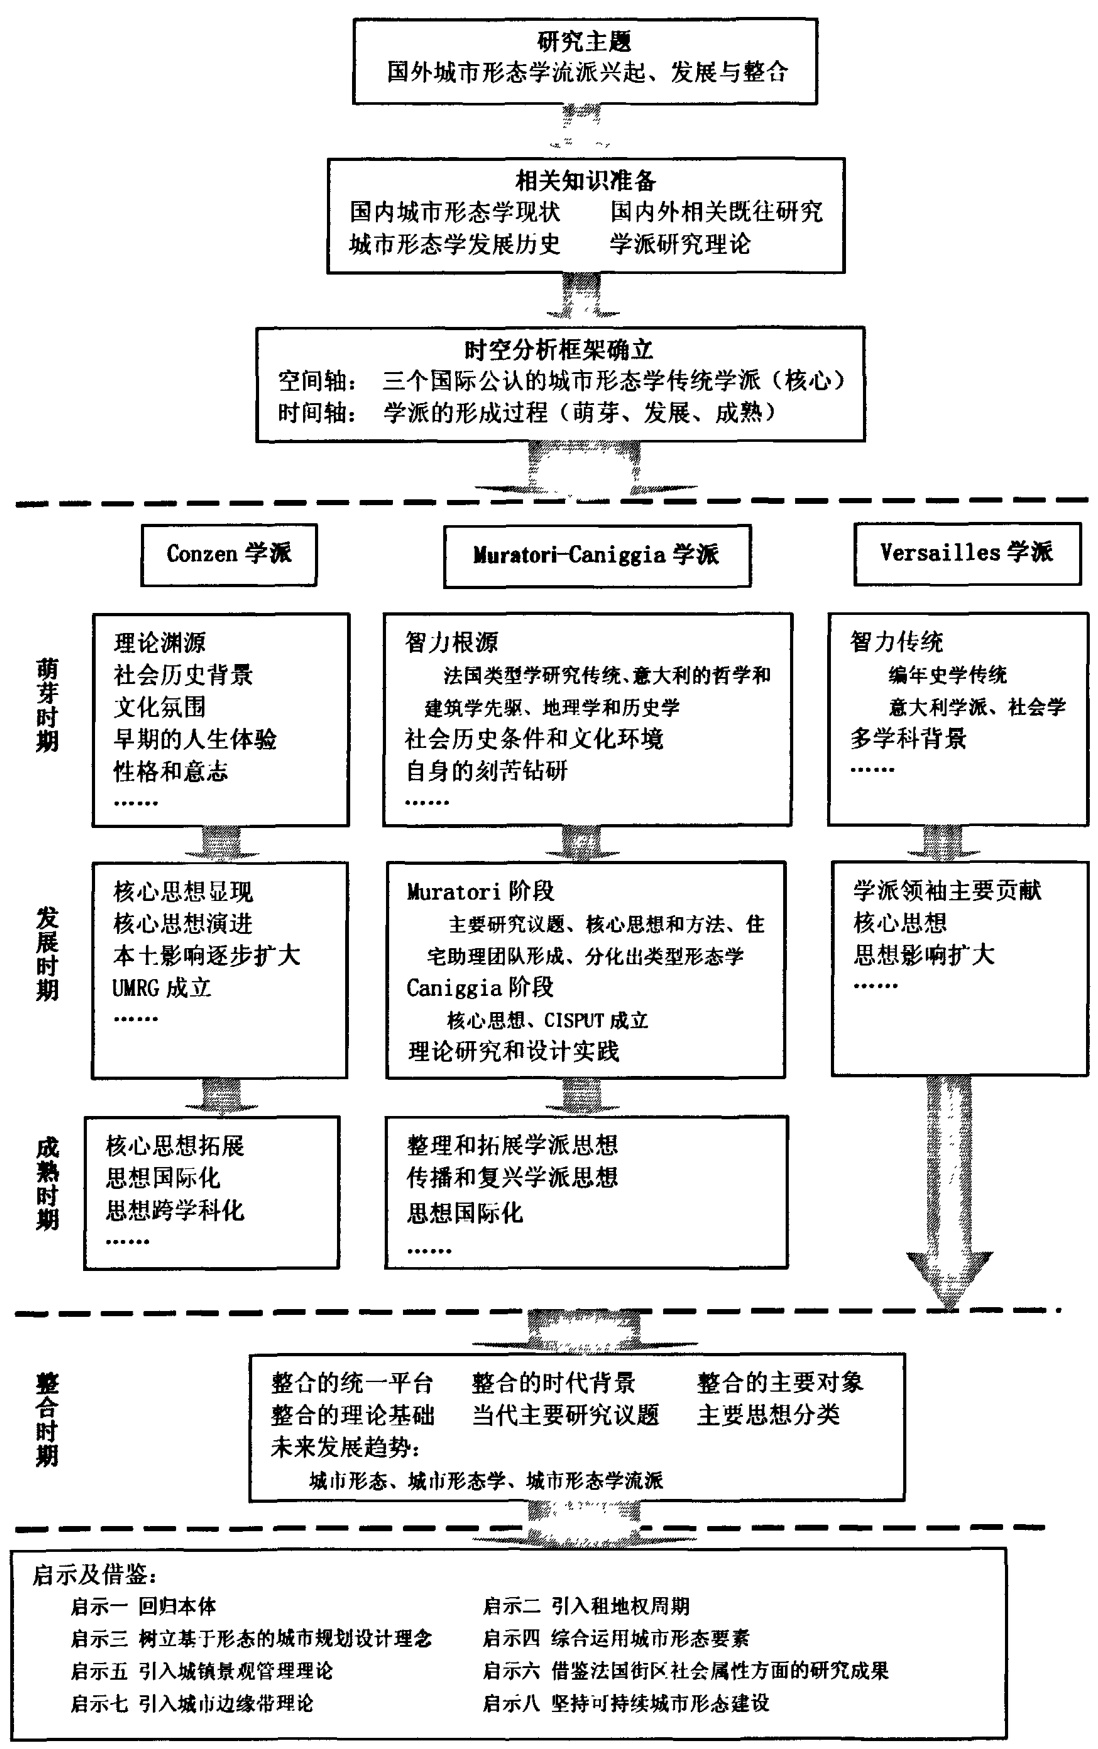 研究主题
国外城市形态学流派兴起、发展与整合
相关知识准备
国内城市形态学现状 国内外相关既往研究
城市形态学发展历史 学派研究理论
时空分析框架确立
空间轴： 三个国际公认的城市形态学传统学派（核心）
时间轴： 学派的形成过程（萌芽、发展、成熟）
Conzen 学派
Muratori-Caniggia 学派
Versailles 学派
萌芽时期
理论渊源
社会历史背景
文化氛围
早期的人生体验
性格和意志
……
智力根源
法国类型学研究传统、意大利的哲学和
建筑学先驱、地理学和历史学
社会历史条件和文化环境
自身的刻苦钻研
……
智力传统
编年史学传统
意大利学派、社会学
多学科背景
……
发展时期
核心思想显现
核心思想演进
本土影响逐步扩大
UMRG 成立
……
Muratori 阶段
主要研究议题、核心思想和方法、住
宅助理团队形成、分化出类型形态学
Caniggia 阶段
核心思想、CISPUT 成立
理论研究和设计实践
学派领袖主要贡献
核心思想
思想影响扩大
……
成熟时期
核心思想拓展
思想国际化
思想跨学科化
……
整理和拓展学派思想
传播和复兴学派思想
思想国际化
……
整合时期
整合的统一平台 整合的时代背景 整合的主要对象
整合的理论基础 当代主要研究议题 主要思想分类
未来发展趋势：
城市形态、城市形态学、城市形态学流派
启示及借鉴：
启示一 回归本体 启示二 引入租地权周期
启示三 树立基于形态的城市规划设计理念 启示四 综合运用城市形态要素
启示五 引入城镇景观管理理论 启示六 借鉴法国街区社会属性方面的研究成果
启示七 引入城市边缘带理论 启示八 坚持可持续城市形态建设